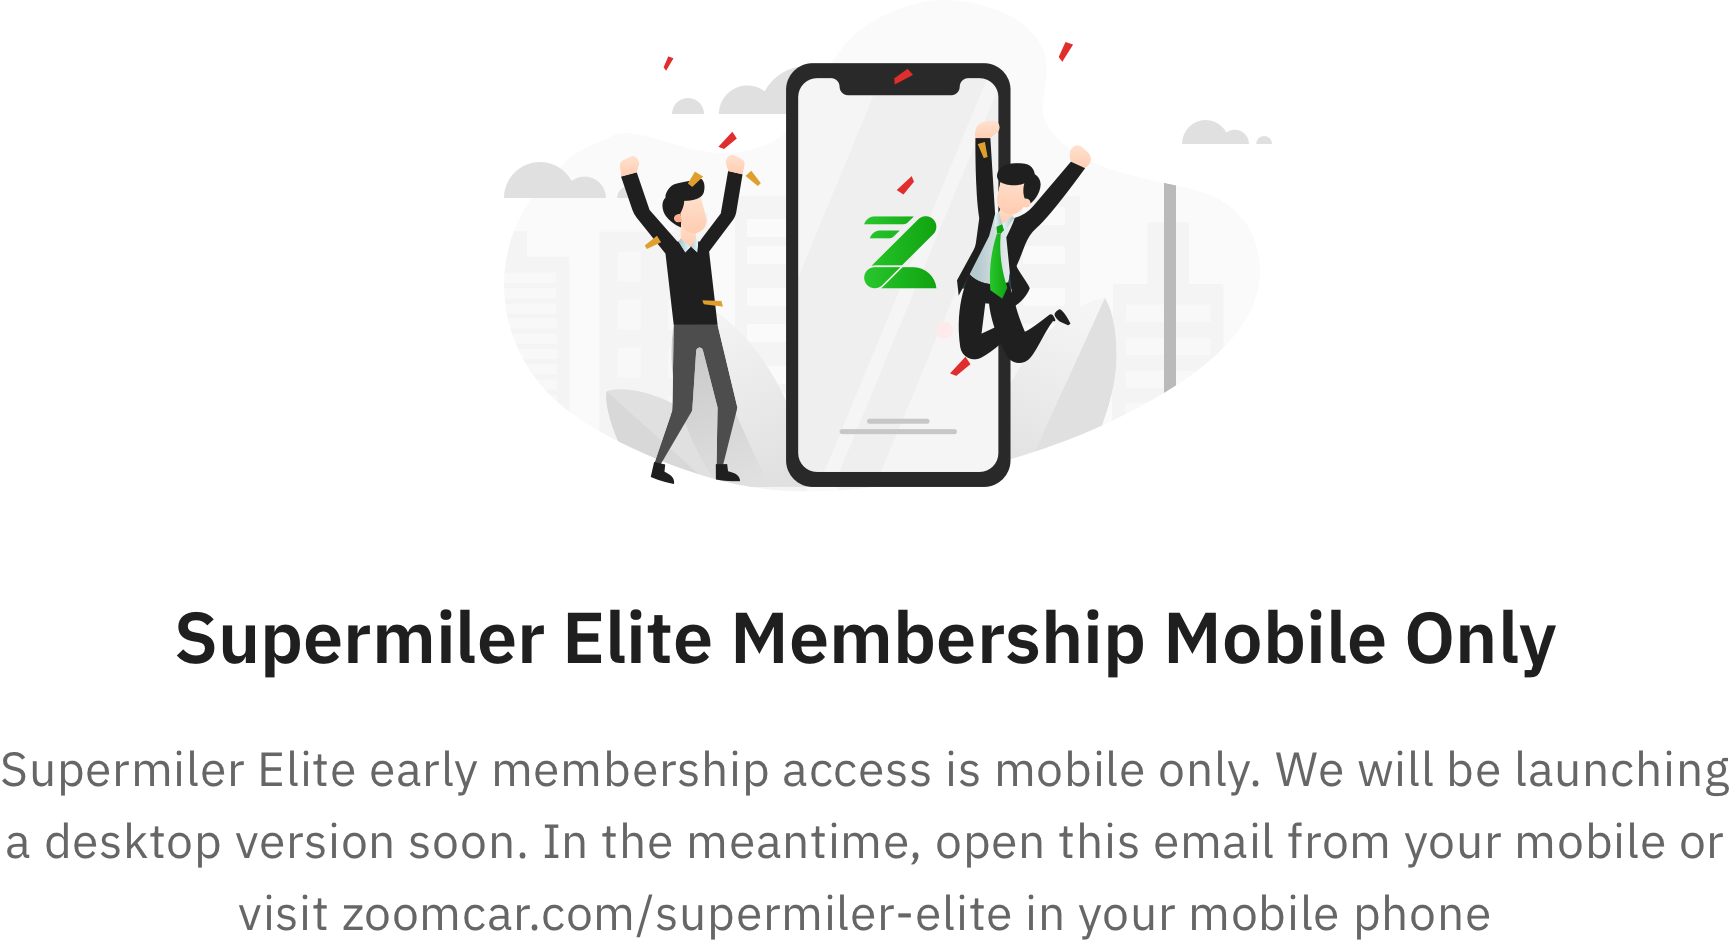 Supermiler Elite Membership Mobile Only
Supermiler Elite early membership access is mobile only. We will be launching
a desktop version soon. In the meantime, open this email from your mobile or
visit zoomcar.com/supermiler-elite in your mobile phone